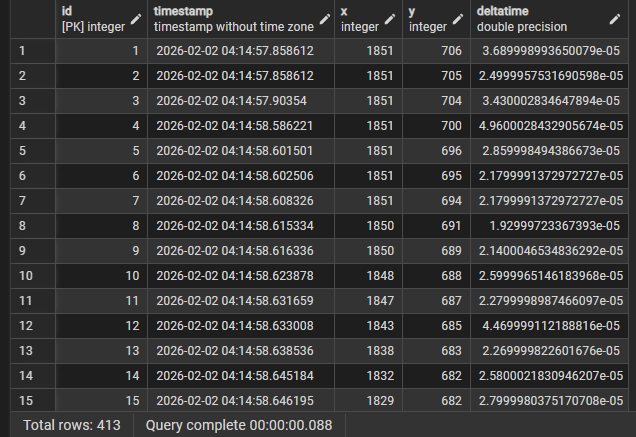 id timestamp x y deltatime
[PK] integer timestamp without time zone integer integer double precision
1 1 2026-02-02 04:14:57.858612 1851 706 3.689998993650079e-05
2 2 2026-02-02 04:14:57.858612 1851 705 2.4999957531690598e-05
3 3 2026-02-02 04:14:57.90354 1851 704 3.430002834647894e-05
4 4 2026-02-02 04:14:58.586221 1851 700 4.9600028432905674e-05
5 5 2026-02-02 04:14:58.601501 1851 696 2.859998494386673e-05
6 6 2026-02-02 04:14:58.602506 1851 695 2.1799991372972727e-05
7 7 2026-02-02 04:14:58.608326 1851 694 2.1799991372972727e-05
8 8 2026-02-02 04:14:58.615334 1850 691 1.92999723367393e-05
9 9 2026-02-02 04:14:58.616336 1850 689 2.1400046534836292e-05
10 10 2026-02-02 04:14:58.623878 1848 688 2.5999965146183968e-05
11 11 2026-02-02 04:14:58.631659 1847 687 2.2799998987466097e-05
12 12 2026-02-02 04:14:58.633008 1843 685 4.469999112188816e-05
13 13 2026-02-02 04:14:58.638536 1838 683 2.269999822601676e-05
14 14 2026-02-02 04:14:58.645184 1832 682 2.5800021830946207e-05
15 15 2026-02-02 04:14:58.646195 1829 682 2.7999980375170708e-05
Total rows: 413 Query complete 00:00:00.088